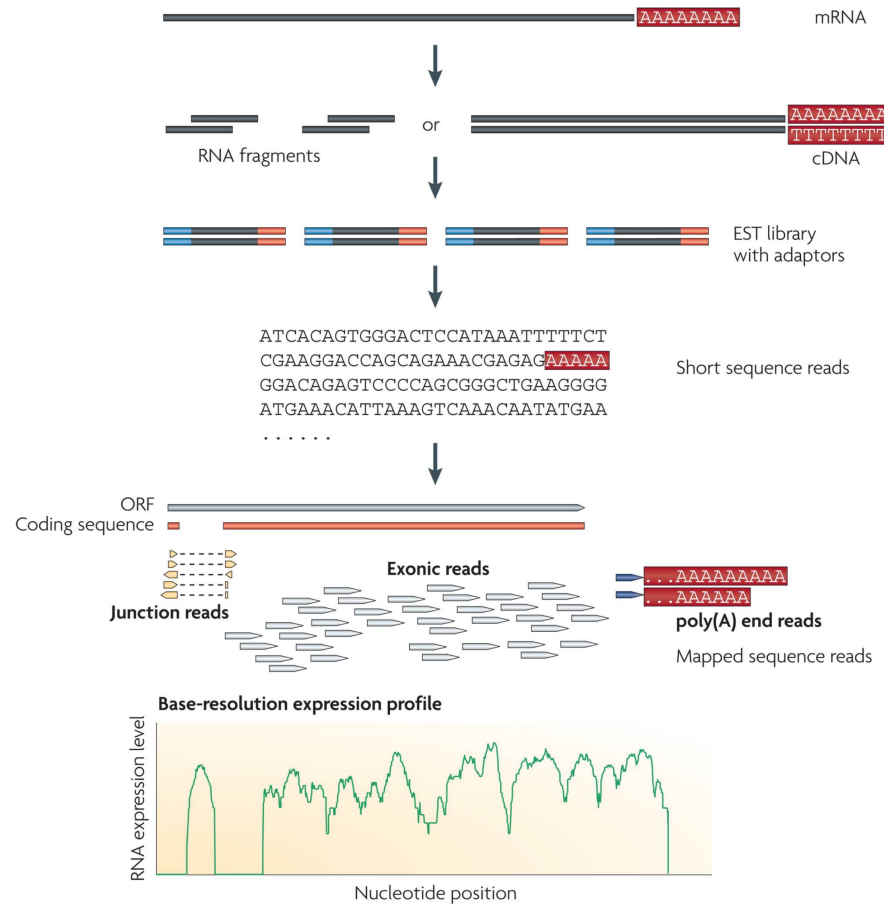 AAAAAAAA
mRNA
AAAAAAAA
or
TTTTTTTT
RNA fragments
cDNA
EST library
with adaptors
ATCACAGTGGGACTCCATAAATTTTTCT
CGAAGGACCAGCAGAAACGAGAGAAAAA
GGACAGAGTCCCCAGCGGGCTGAAGGGG
ATGAAACATTAAAGTCAAACAATATGAA
. . . . . .
Short sequence reads
ORF
Coding sequence
Exonic reads
...AAAAAAAAA
...AAAAAA
Junction reads
poly(A) end reads
Mapped sequence reads
Base-resolution expression profile
RNA expression level
Nucleotide position